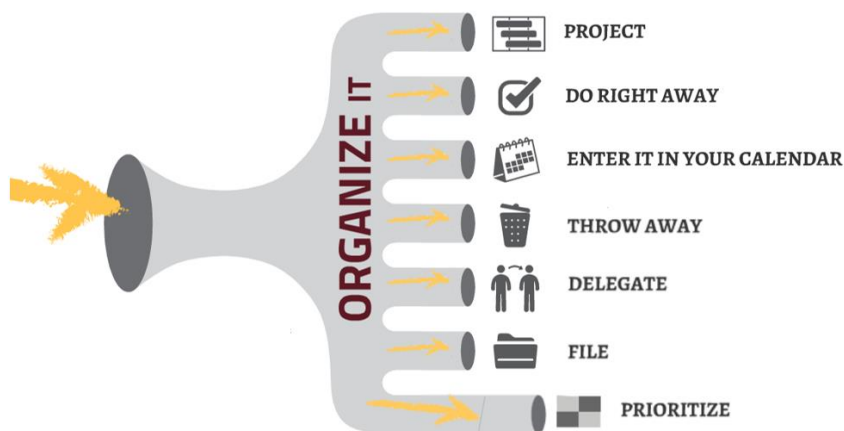 ORGANIZE IT
PROJECT
DO RIGHT AWAY
ENTER IT IN YOUR CALENDAR
THROW AWAY
DELEGATE
FILE
PRIORITIZE